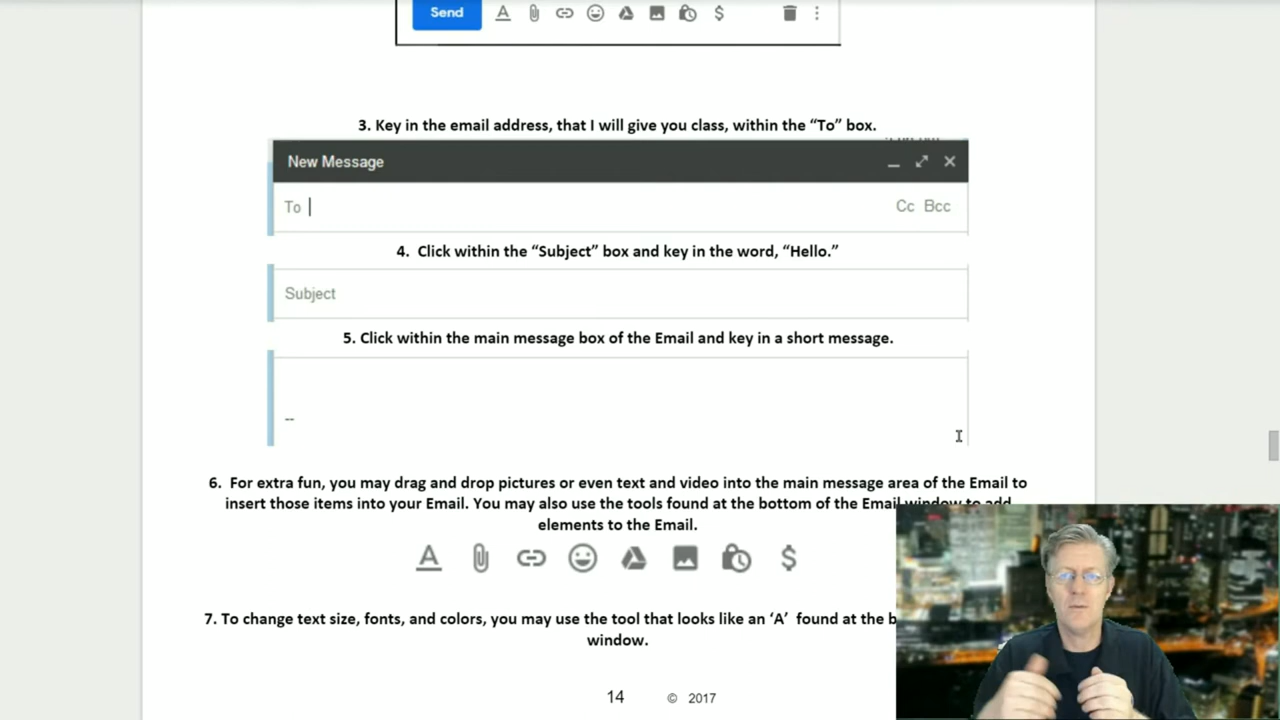 Send
3. Key in the email address, that I will give you class, within the “To” box.
New Message
To
Cc Bcc
4. Click within the “Subject” box and key in the word, “Hello.”
Subject
5. Click within the main message box of the Email and key in a short message.
--
6. For extra fun, you may drag and drop pictures or even text and video into the main message area of the Email to
insert those items into your Email. You may also use the tools found at the bottom of the Email window to add
elements to the Email.
7. To change text size, fonts, and colors, you may use the tool that looks like an ‘A’ found at the
window.
14 © 2017